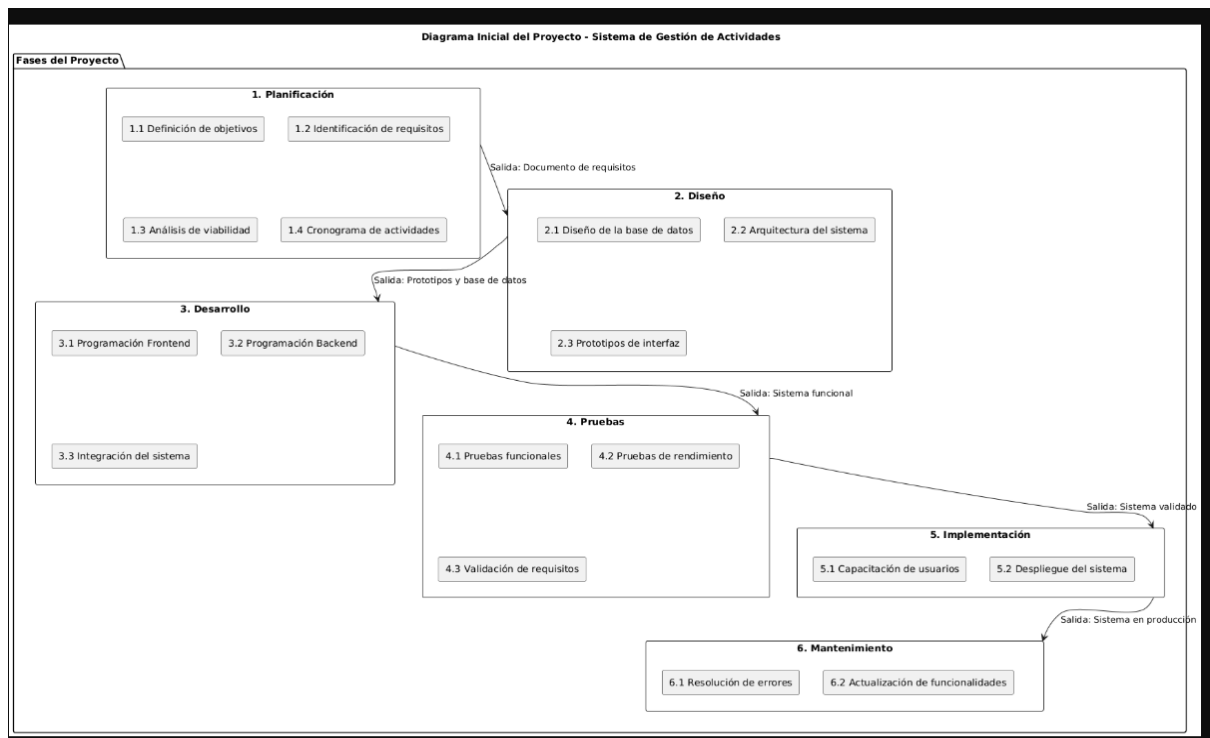 Diagrama Inicial del Proyecto - Sistema de Gestión de Actividades
Fases del Proyecto
1. Planificación
1.1 Definición de objetivos
1.2 Identificación de requisitos
1.3 Análisis de viabilidad
1.4 Cronograma de actividades
Salida: Documento de requisitos
2. Diseño
2.1 Diseño de la base de datos
2.2 Arquitectura del sistema
2.3 Prototipos de interfaz
Salida: Prototipos y base de datos
3. Desarrollo
3.1 Programación Frontend
3.2 Programación Backend
3.3 Integración del sistema
Salida: Sistema funcional
4. Pruebas
4.1 Pruebas funcionales
4.2 Pruebas de rendimiento
4.3 Validación de requisitos
Salida: Sistema validado
5. Implementación
5.1 Capacitación de usuarios
5.2 Despliegue del sistema
Salida: Sistema en producción
6. Mantenimiento
6.1 Resolución de errores
6.2 Actualización de funcionalidades